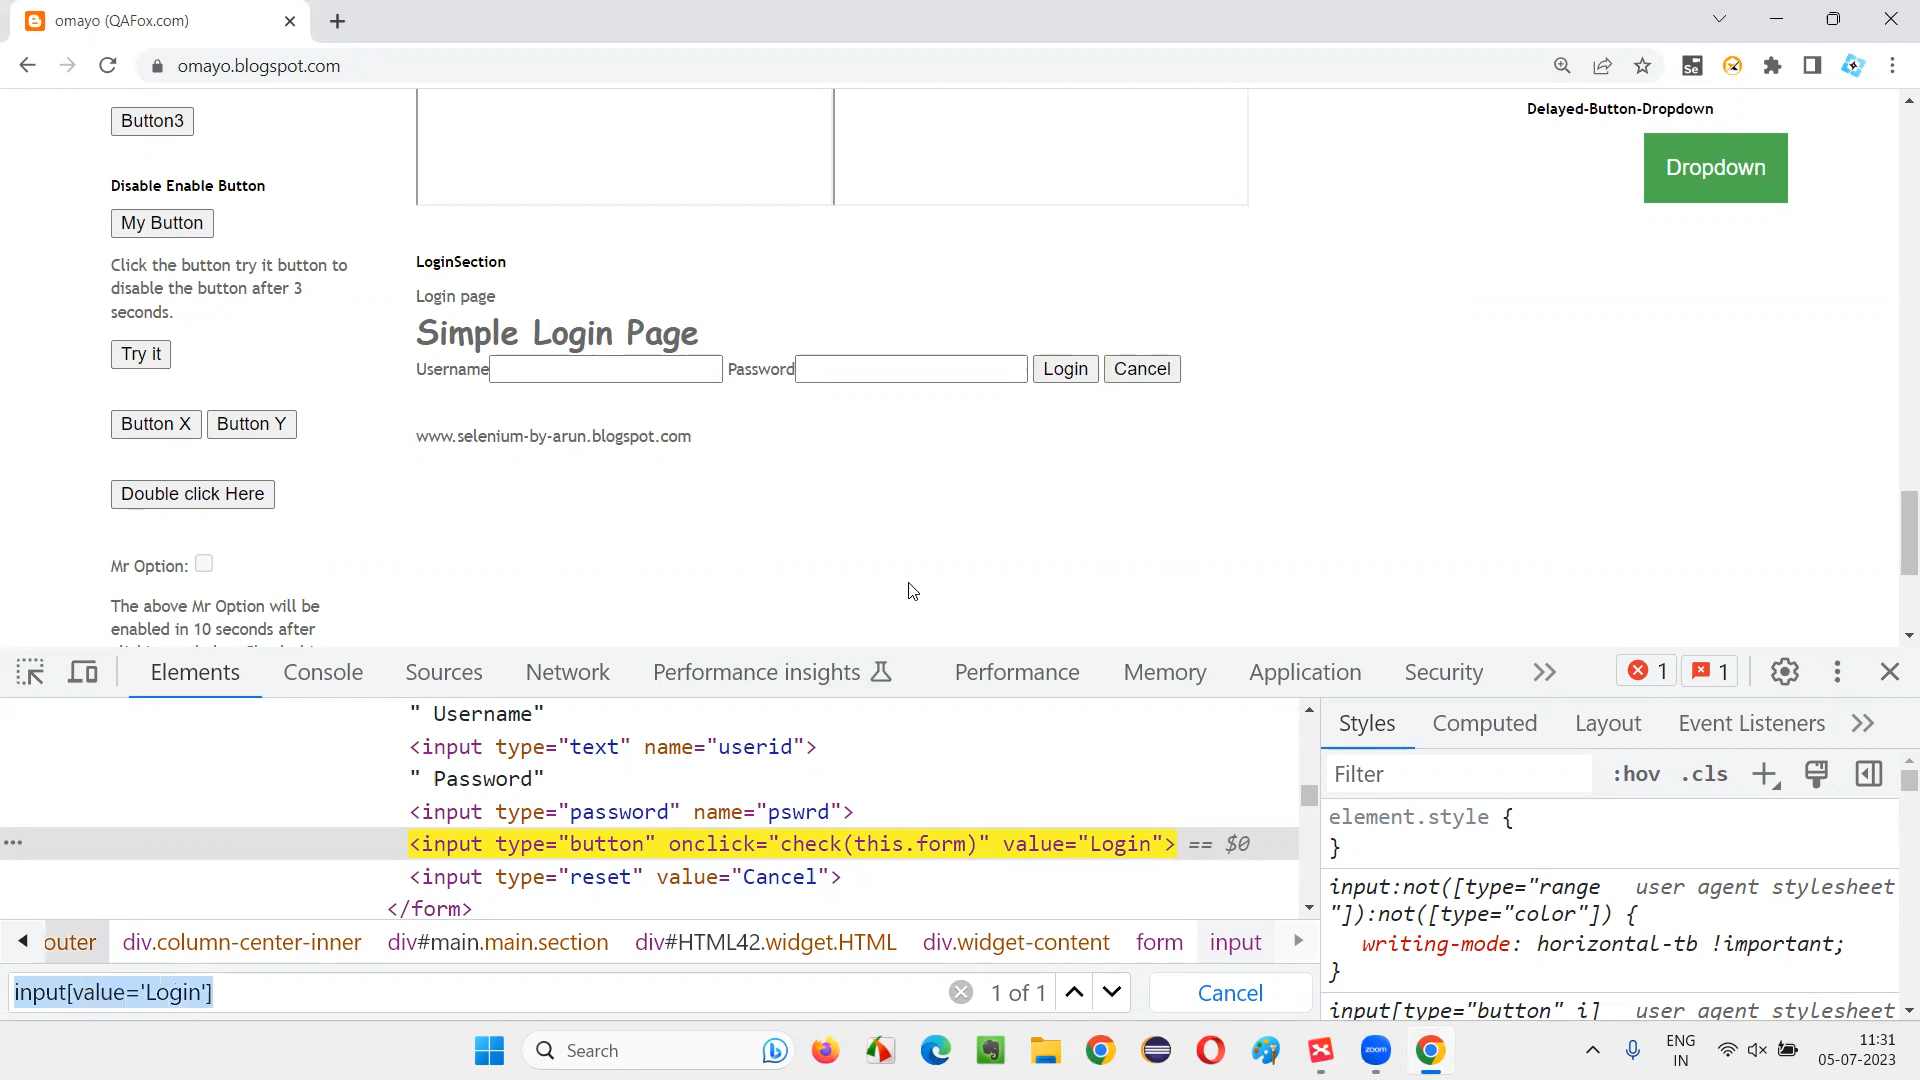 omayo (QAFox.com)
omayo.blogspot.com
Button3
Disable Enable Button
My Button
Click the button try it button to
disable the button after 3
seconds.
Try it
Button X Button Y
Double click Here
Mr Option:
The above Mr Option will be
enabled in 10 seconds after
LoginSection
Login page
Simple Login Page
Username Password Login Cancel
www.selenium-by-arun.blogspot.com
Delayed-Button-Dropdown
Dropdown
Elements Console Sources Network Performance insights Performance Memory Application Security 1 1
" Username"
<input type="text" name="userid">
" Password"
<input type="password" name="pswrd">
<input type="button" onclick="check(this.form)" value="Login"> == $0
<input type="reset" value="Cancel">
</form>
outer div.column-center-inner div#main.main.section div#HTML42.widget.HTML div.widget-content form input
input[value='Login'] 1 of 1 Cancel
Styles Computed Layout Event Listeners
Filter :hov .cls
element.style {
}
input:not([type="range user agent stylesheet
"]):not([type="color"]) {
writing-mode: horizontal-tb !important;
}
input[type="button" i] user agent stylesheet
Search
zoom
ENG
IN
11:31
05-07-2023